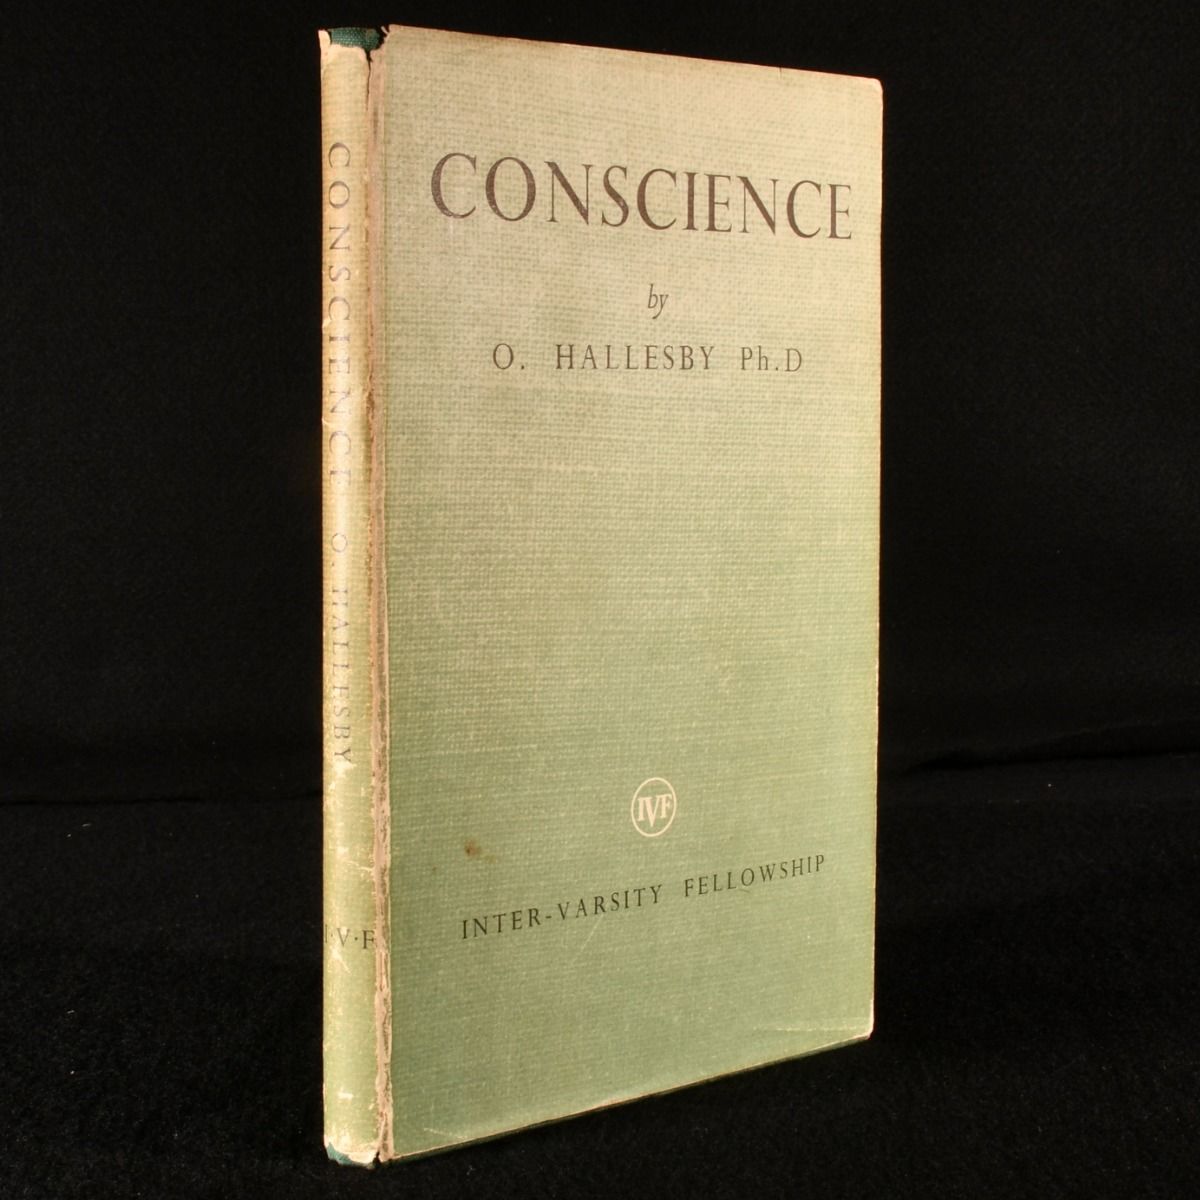 CONSCIENCE
by
O. HALLESBY Ph.D
IVF
INTER-VARSITY FELLOWSHIP
CONSCIENCE O. HALLESBY
I·V·F